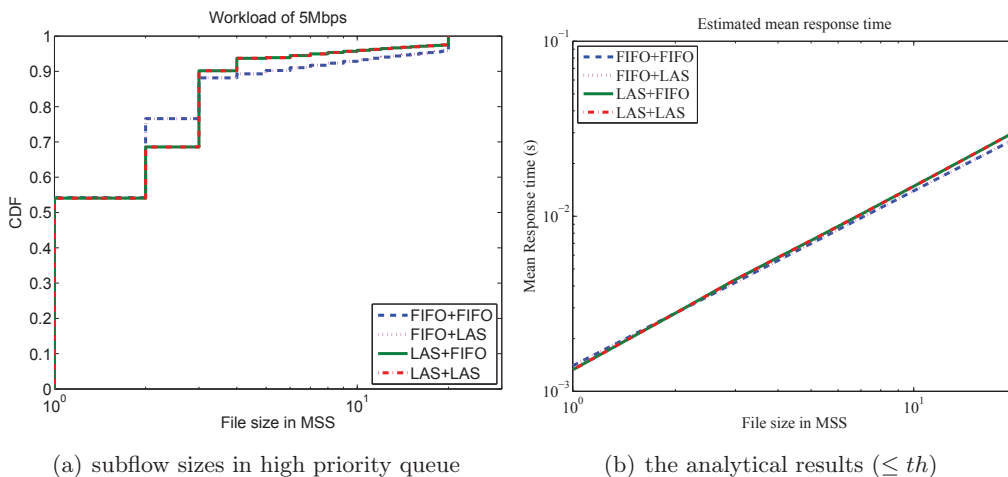 Workload of 5Mbps
1
0.9
0.8
0.7
0.6
0.5
0.4
0.3
0.2
0.1
0
CDF
10^0
10^1
File size in MSS
FIFO+FIFO
FIFO+LAS
LAS+FIFO
LAS+LAS
(a) subflow sizes in high priority queue
Estimated mean response time
10^-1
10^-2
10^-3
Mean Response time (s)
10^0
10^1
File size in MSS
FIFO+FIFO
FIFO+LAS
LAS+FIFO
LAS+LAS
(b) the analytical results (≤ th)